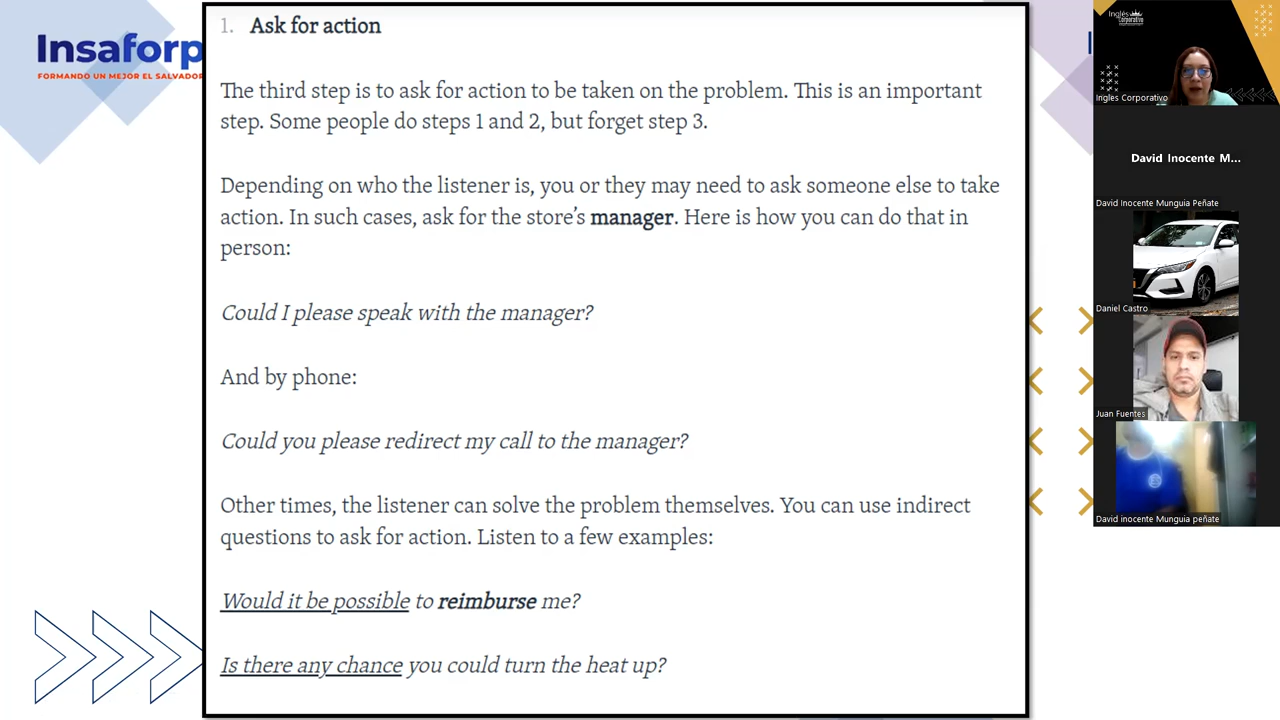 Insaforp
FORMANDO UN MEJOR EL SALVADOR
1. Ask for action
The third step is to ask for action to be taken on the problem. This is an important
step. Some people do steps 1 and 2, but forget step 3.
Depending on who the listener is, you or they may need to ask someone else to take
action. In such cases, ask for the store’s manager. Here is how you can do that in
person:
Could I please speak with the manager?
And by phone:
Could you please redirect my call to the manager?
Other times, the listener can solve the problem themselves. You can use indirect
questions to ask for action. Listen to a few examples:
Would it be possible to reimburse me?
Is there any chance you could turn the heat up?
Inglés
Corporativo
Ingles Corporativo
David Inocente M...
David Inocente Munguia Peñate
Daniel Castro
Juan Fuentes
David inocente Munguia peñate